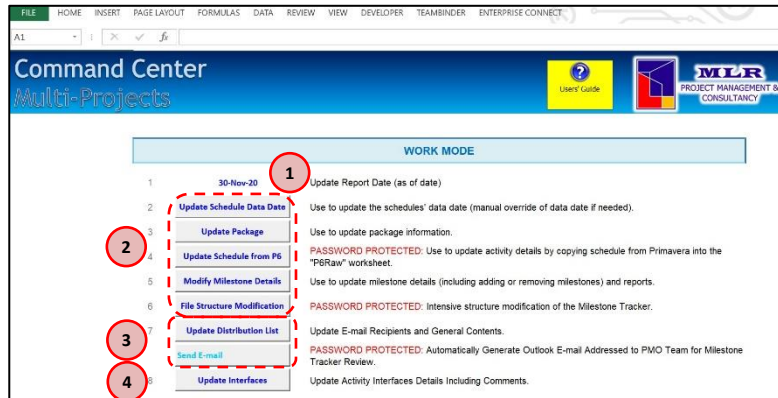 FILE HOME INSERT PAGE LAYOUT FORMULAS DATA REVIEW VIEW DEVELOPER TEAMBINDER ENTERPRISE CONNECT
A1 fx
Command Center
Multi-Projects
?
Users' Guide
MLR
PROJECT MANAGEMENT &
CONSULTANCY
WORK MODE
1
1 30-Nov-20 Update Report Date (as of date)
2 Update Schedule Data Date Use to update the schedules' data date (manual override of data date if needed).
3 Update Package Use to update package information.
2
4 Update Schedule from P6 PASSWORD PROTECTED: Use to update activity details by copying schedule from Primavera into the
"P6Raw" worksheet.
5 Modify Milestone Details Use to update milestone details (including adding or removing milestones) and reports.
6 File Structure Modification PASSWORD PROTECTED: Intensive structure modification of the Milestone Tracker.
7 Update Distribution List Update E-mail Recipients and General Contents.
3
Send E-mail PASSWORD PROTECTED: Automatically Generate Outlook E-mail Addressed to PMO Team for Milestone
Tracker Review.
4
8 Update Interfaces Update Activity Interfaces Details Including Comments.